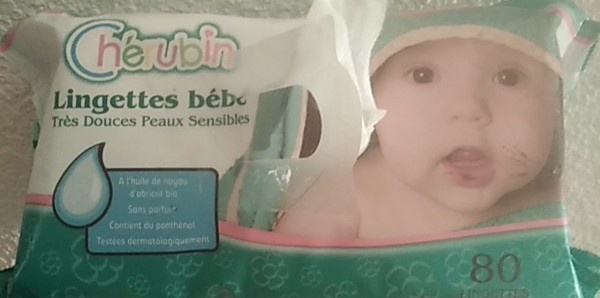 Chérubin
Lingettes bébé
Très Douces Peaux Sensibles
A l'huile de noyau
d'abricot bio
Sans parfum
Contient du panthénol
Testées dermatologiquement
80
LINGETTES